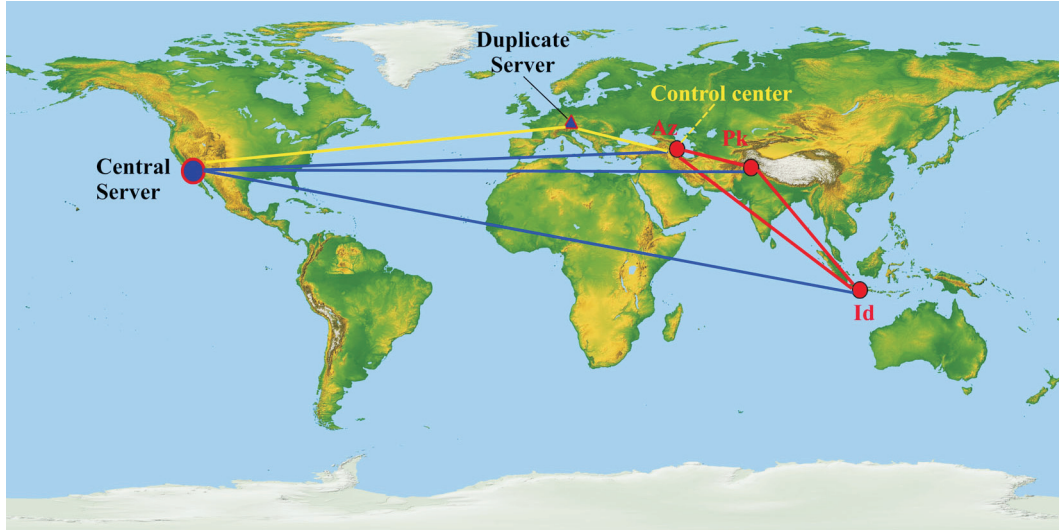 Duplicate
Server
Control center
Az
Pk
Central
Server
Id